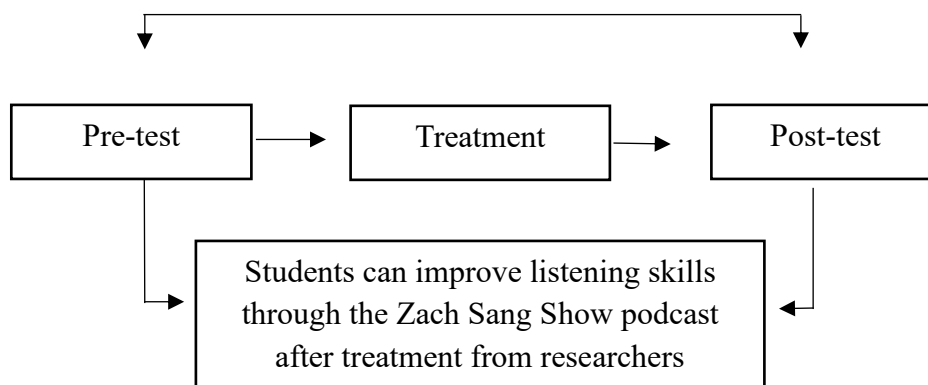 Pre-test
Treatment
Post-test
Students can improve listening skills
through the Zach Sang Show podcast
after treatment from researchers